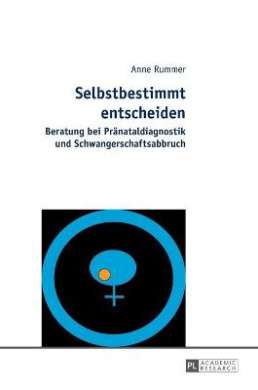 Anne Rummer
Selbstbestimmt
entscheiden
Beratung bei Pränataldiagnostik
und Schwangerschaftsabbruch
PL ACADEMIC
RESEARCH